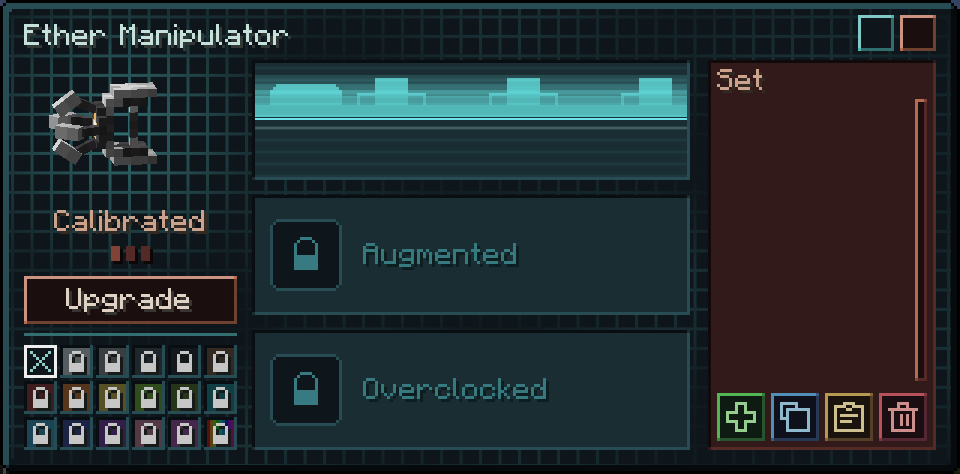 Ether Manipulator
Set
Calibrated
Augmented
Upgrade
Overclocked